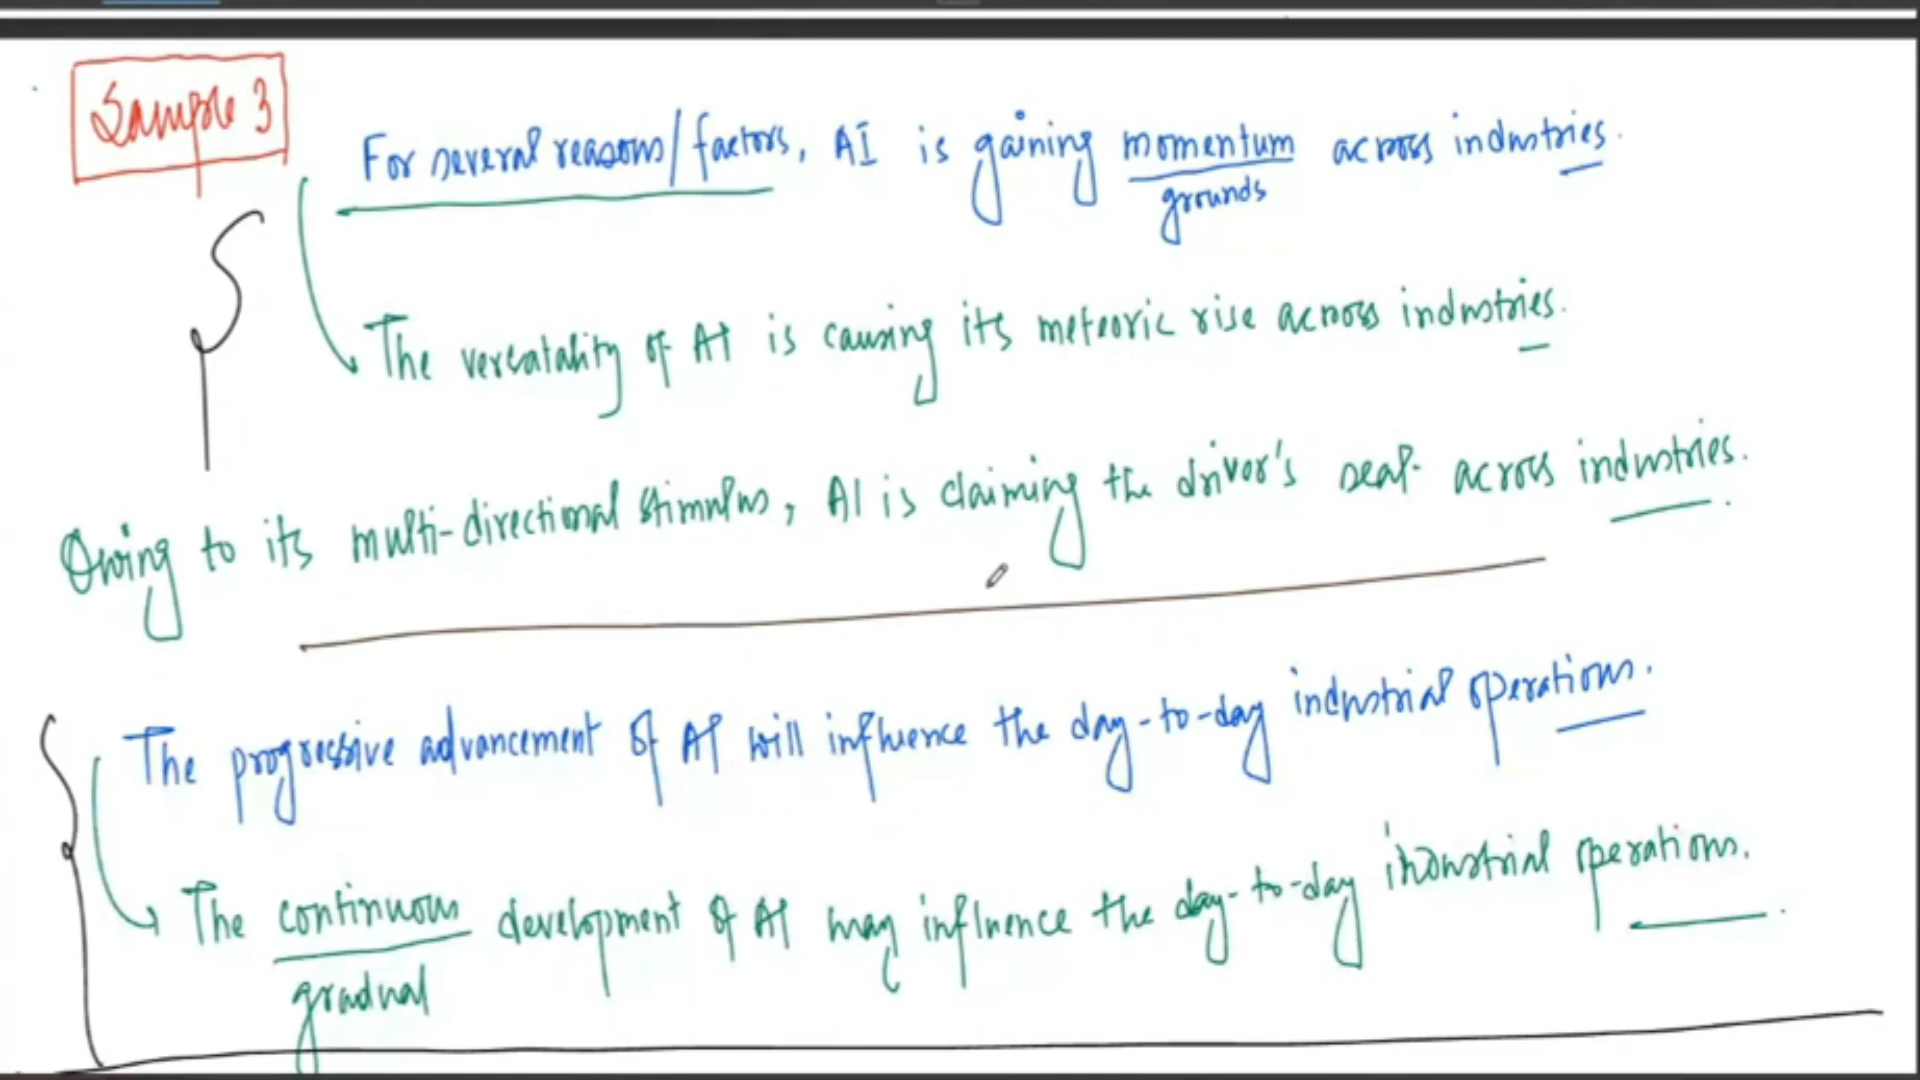 Sample 3
For several reasons/factors, AI is gaining momentum across industries.
grounds
The versatality of AI is causing its meteoric rise across industries.
Owing to its multi-directional stimulus, AI is claiming the driver's seat across industries.
The progressive advancement of AI will influence the day-to-day industrial operations.
The continuous development of AI may influence the day-to-day industrial operations.
gradual